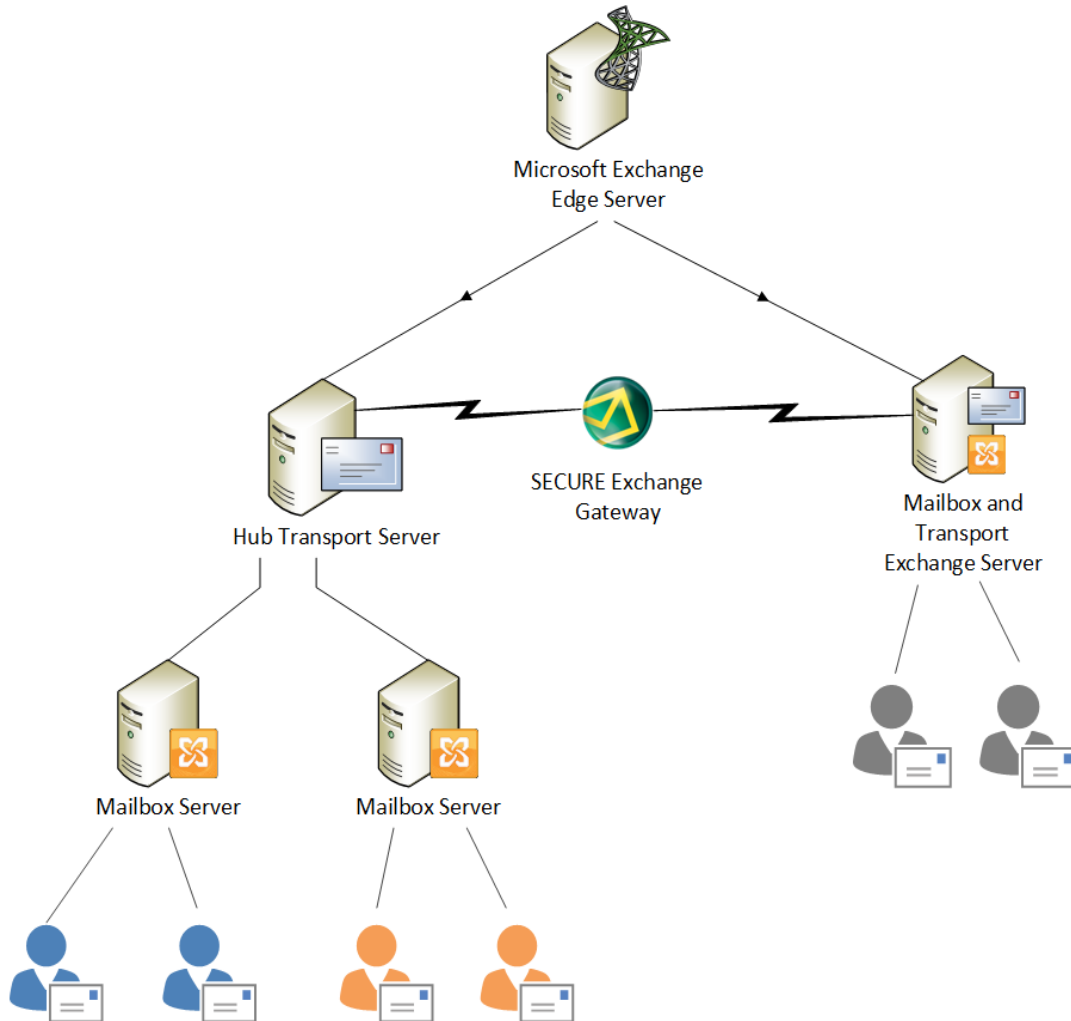 Microsoft Exchange
Edge Server
SECURE Exchange
Gateway
Hub Transport Server
Mailbox and
Transport
Exchange Server
Mailbox Server
Mailbox Server